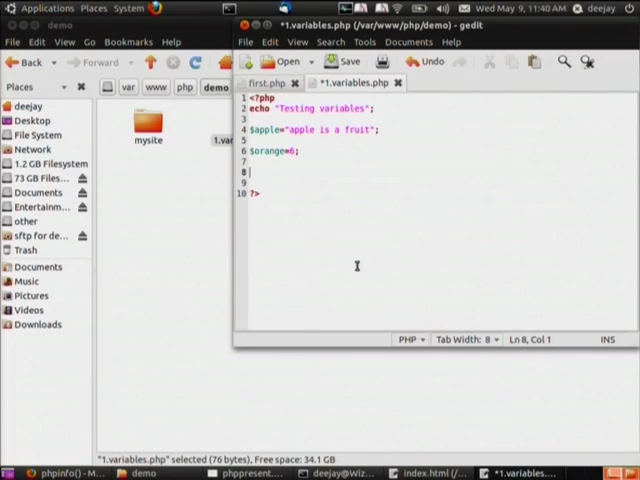 Applications Places System Wed May 9, 11:40 AM deejay
demo
File Edit View Go Bookmarks Help
Back Forward
Places
var www php demo
deejay
Desktop
File System
Network
1.2 GB Filesystem
73 GB Files...
Documents
Entertainm...
other
sftp for de...
Trash
Documents
Music
Pictures
Videos
Downloads
mysite
1.var
"1.variables.php" selected (76 bytes), Free space: 34.1 GB
*1.variables.php (/var/www/php/demo) - gedit
File Edit View Search Tools Documents Help
Open Save Undo
first.php *1.variables.php
1 <?php
2 echo "Testing variables";
3
4 $apple="apple is a fruit";
5
6 $orange=6;
7
8
9
10 ?>
PHP Tab Width: 8 Ln 8, Col 1 INS
phpinfo() - M... demo phppresent.... deejay@Wiz... index.html (/... *1.variables....